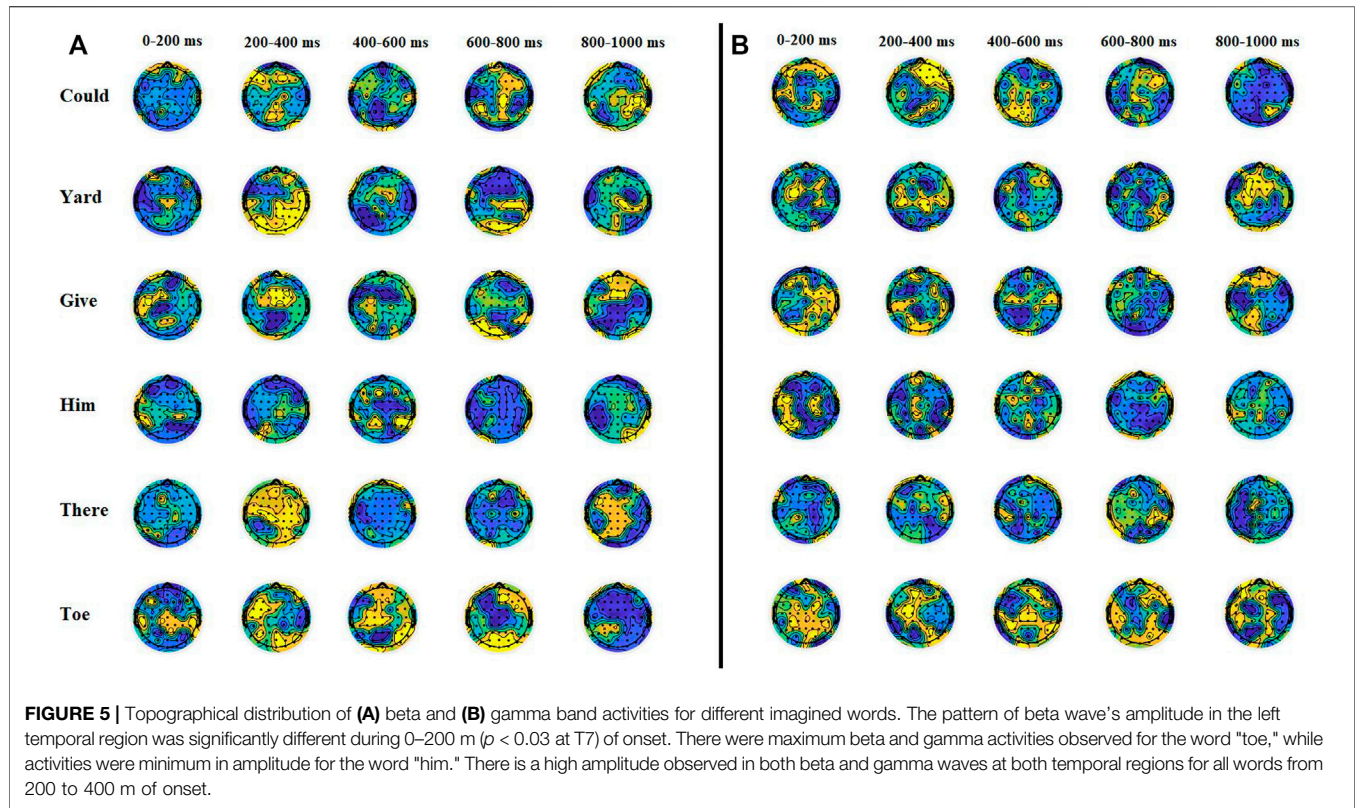 A 0-200 ms 200-400 ms 400-600 ms 600-800 ms 800-1000 ms
B 0-200 ms 200-400 ms 400-600 ms 600-800 ms 800-1000 ms
Could
Yard
Give
Him
There
Toe
FIGURE 5 | Topographical distribution of (A) beta and (B) gamma band activities for different imagined words. The pattern of beta wave's amplitude in the left
temporal region was significantly different during 0–200 m (p < 0.03 at T7) of onset. There were maximum beta and gamma activities observed for the word "toe," while
activities were minimum in amplitude for the word "him." There is a high amplitude observed in both beta and gamma waves at both temporal regions for all words from
200 to 400 m of onset.